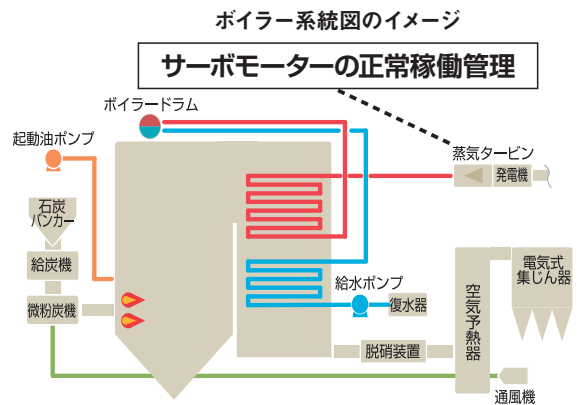 ボイラー系統図のイメージ
サーボモーターの正常稼働管理
ボイラードラム
起動油ポンプ
蒸気タービン
発電機
石炭
バンカー
給炭機
微粉炭機
給水ポンプ
復水器
脱硝装置
空気予熱器
電気式
集じん器
通風機